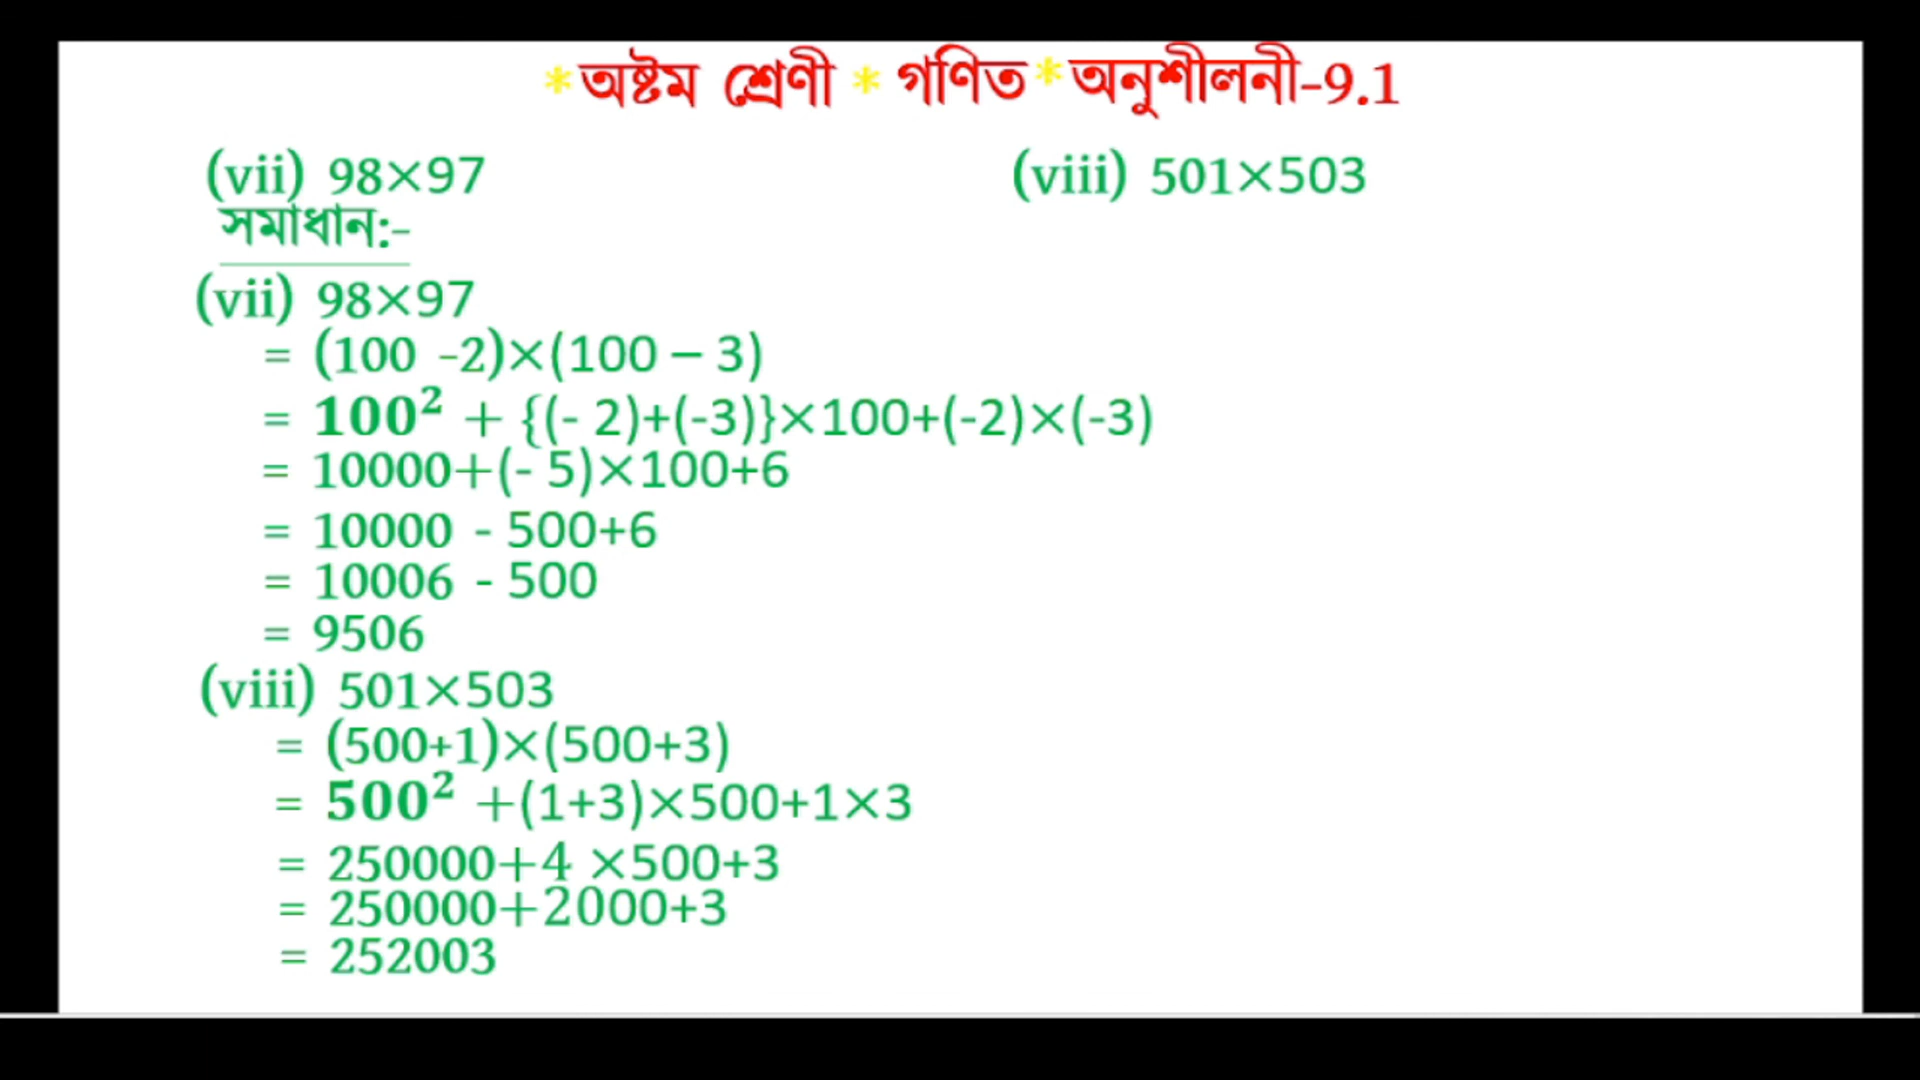 *অষ্টম শ্রেণী * গণিত *অনুশীলনী-9.1
(vii) 98×97 (viii) 501×503
সমাধান:-
(vii) 98×97
= (100 -2)×(100 – 3)
= 100² + {(- 2)+(-3)}×100+(-2)×(-3)
= 10000+(- 5)×100+6
= 10000 - 500+6
= 10006 - 500
= 9506
(viii) 501×503
= (500+1)×(500+3)
= 500² +(1+3)×500+1×3
= 250000+4 ×500+3
= 250000+2000+3
= 252003